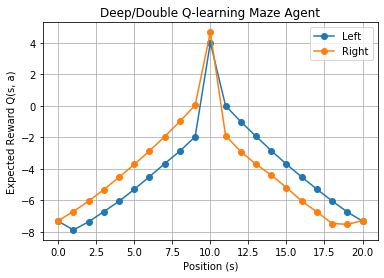 Deep/Double Q-learning Maze Agent
Left
Right
Expected Reward Q(s, a)
4
2
0
−2
−4
−6
−8
0.0 2.5 5.0 7.5 10.0 12.5 15.0 17.5 20.0
Position (s)